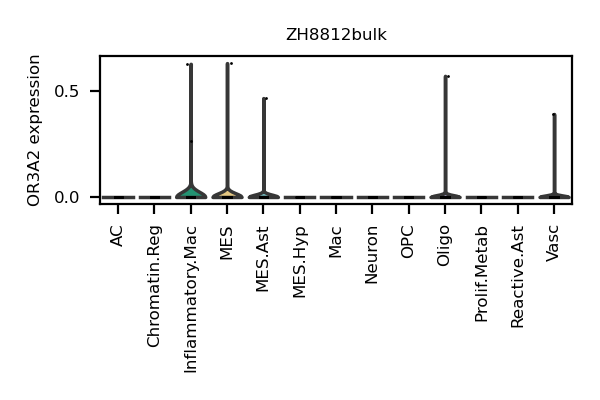 ZH8812bulk
OR3A2 expression
0.5
0.0
AC
Chromatin.Reg
Inflammatory.Mac
MES
MES.Ast
MES.Hyp
Mac
Neuron
OPC
Oligo
Prolif.Metab
Reactive.Ast
Vasc